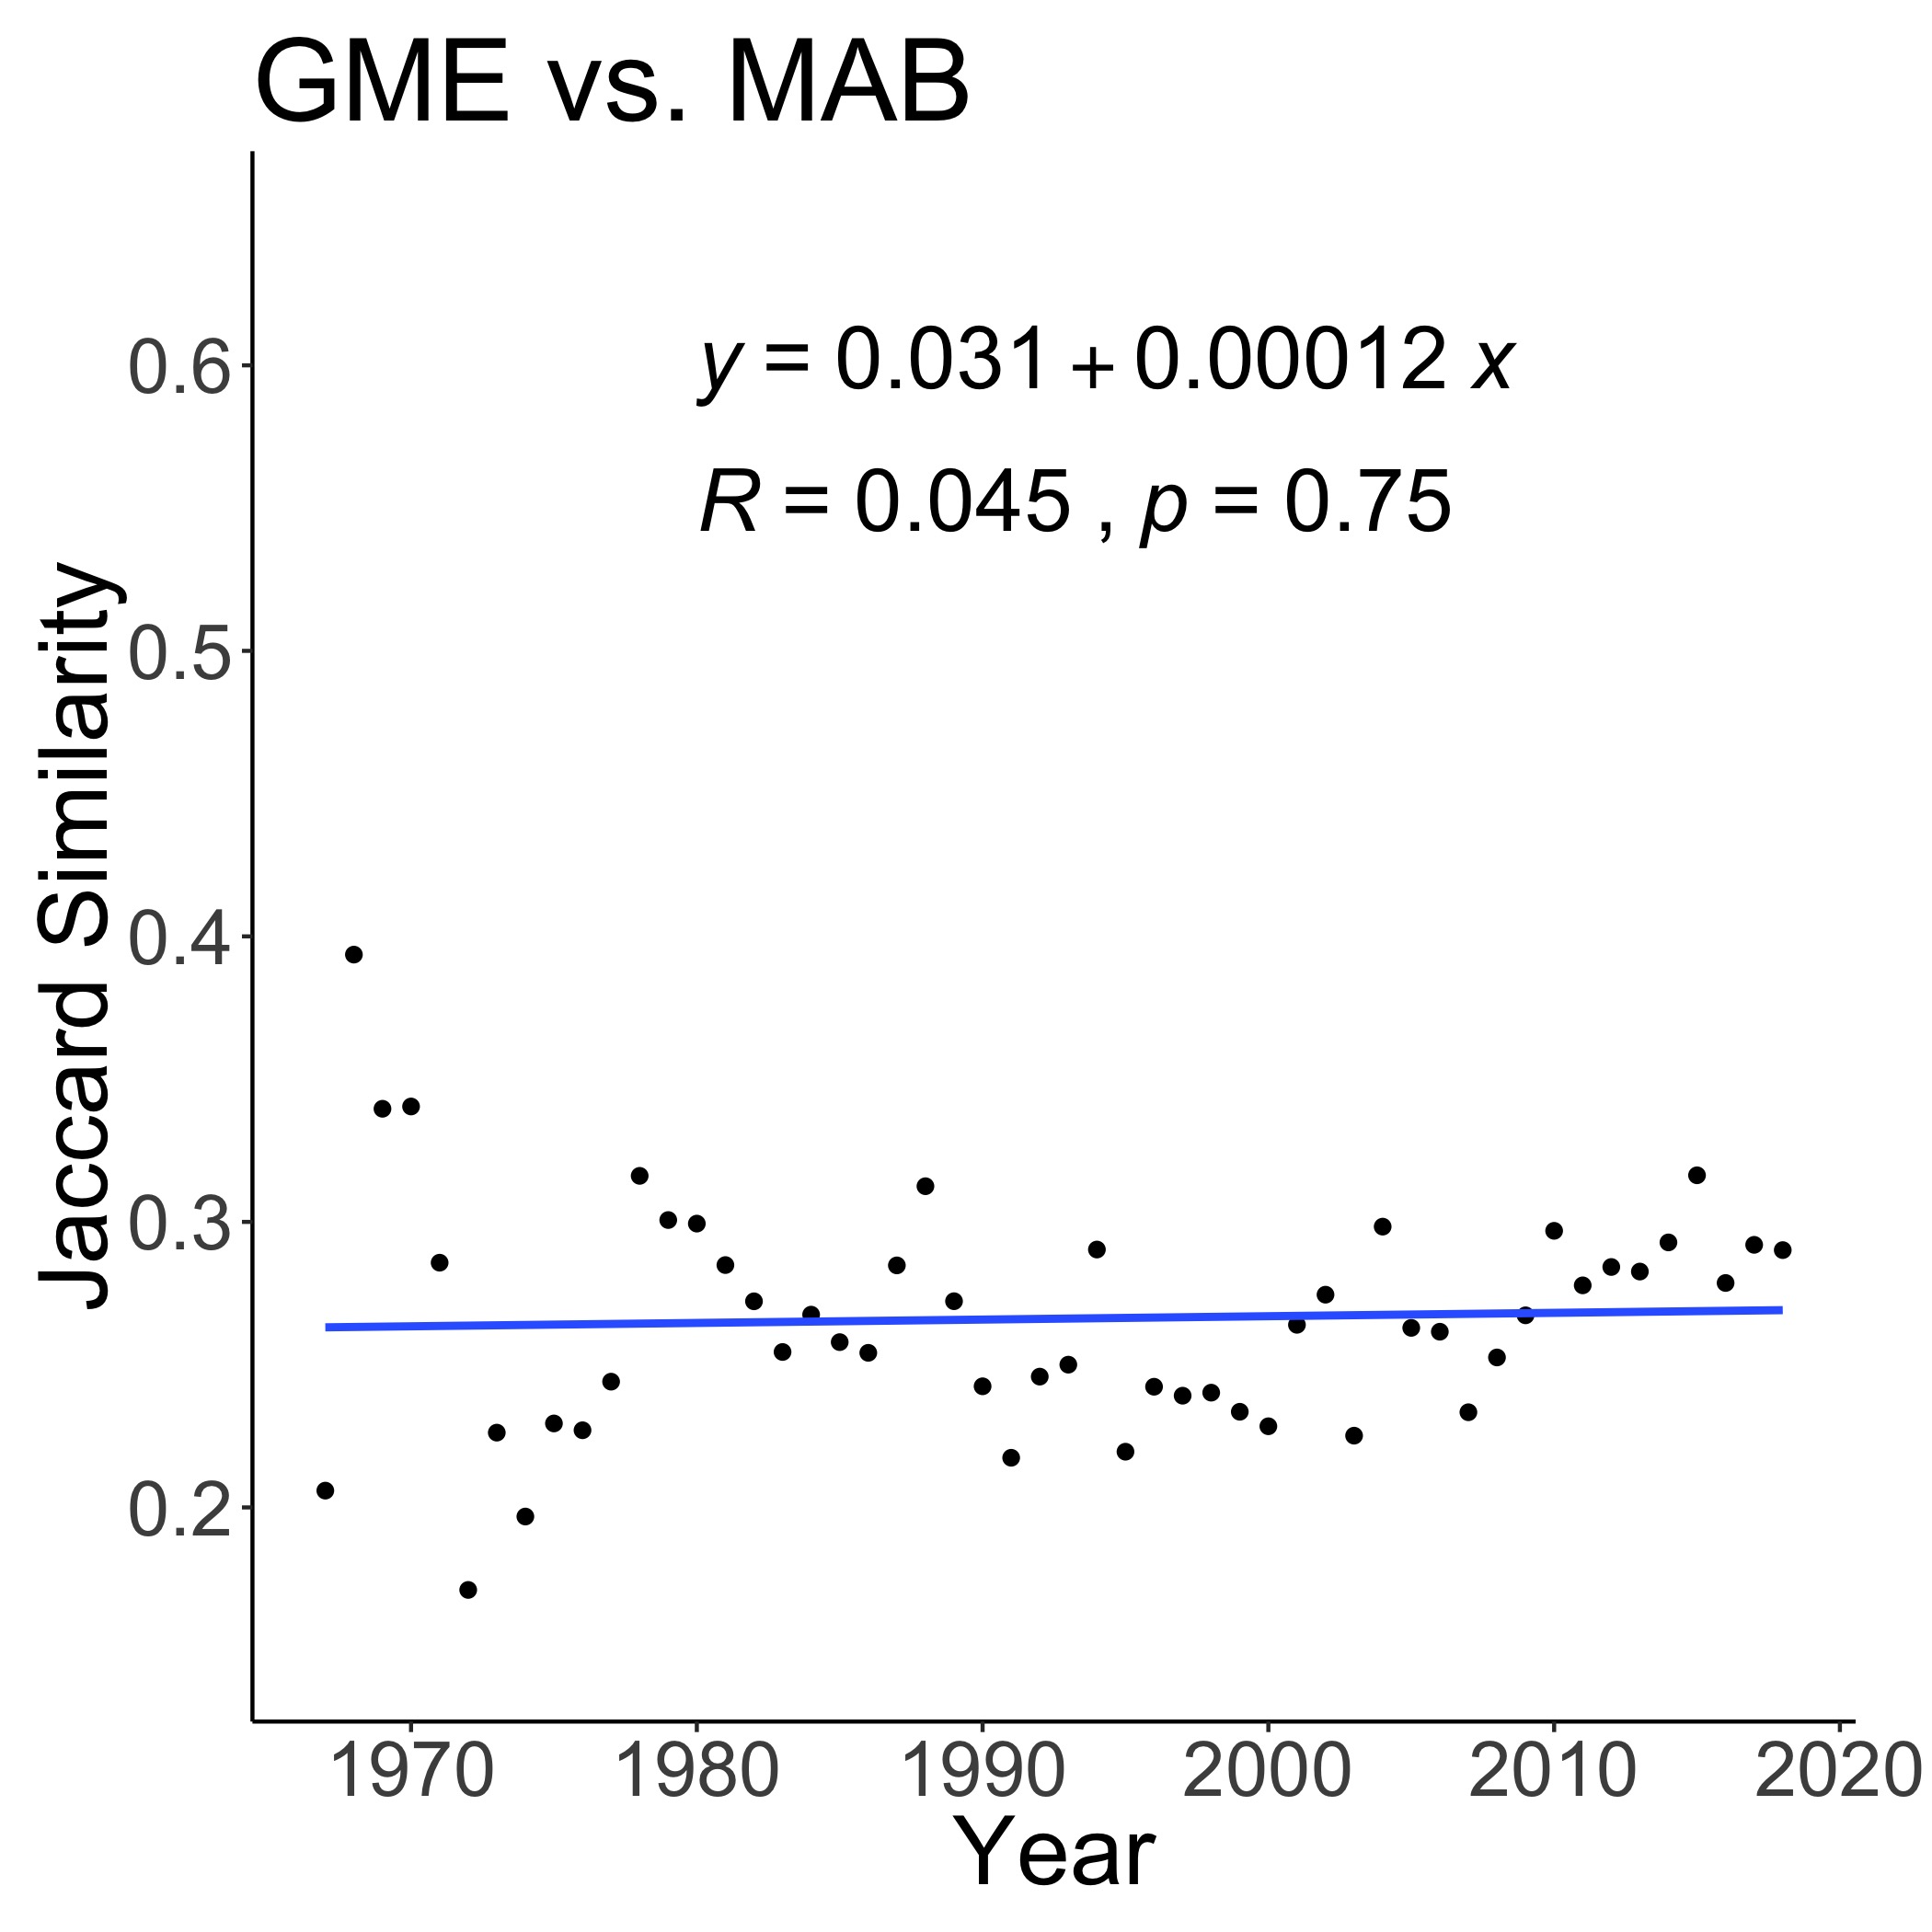 GME vs. MAB
y = 0.031 + 0.00012 x
R = 0.045 , p = 0.75
Jaccard Similarity
0.6
0.5
0.4
0.3
0.2
1970 1980 1990 2000 2010 2020
Year